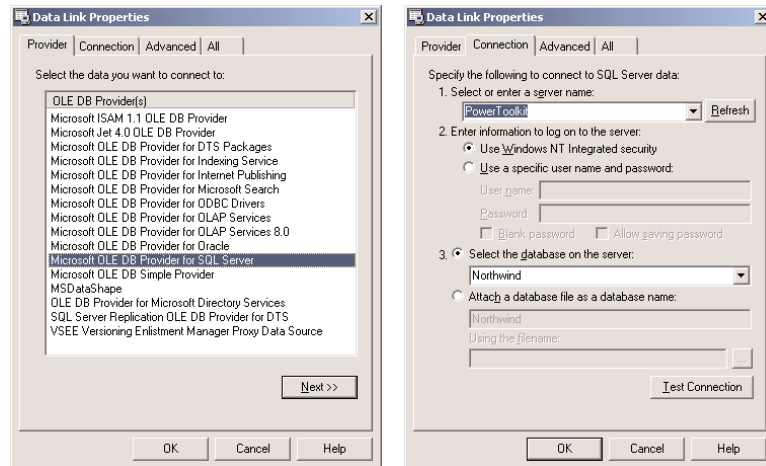 Data Link Properties
Provider Connection Advanced All
Select the data you want to connect to:
OLE DB Provider(s)
Microsoft ISAM 1.1 OLE DB Provider
Microsoft Jet 4.0 OLE DB Provider
Microsoft OLE DB Provider for DTS Packages
Microsoft OLE DB Provider for Indexing Service
Microsoft OLE DB Provider for Internet Publishing
Microsoft OLE DB Provider for Microsoft Search
Microsoft OLE DB Provider for ODBC Drivers
Microsoft OLE DB Provider for OLAP Services
Microsoft OLE DB Provider for OLAP Services 8.0
Microsoft OLE DB Provider for Oracle
Microsoft OLE DB Provider for SQL Server
Microsoft OLE DB Simple Provider
MSDataShape
OLE DB Provider for Microsoft Directory Services
SQL Server Replication OLE DB Provider for DTS
VSEE Versioning Enlistment Manager Proxy Data Source
Next >>
OK Cancel Help
Data Link Properties
Provider Connection Advanced All
Specify the following to connect to SQL Server data:
1. Select or enter a server name:
PowerToolkit Refresh
2. Enter information to log on to the server:
Use Windows NT Integrated security
Use a specific user name and password:
User name:
Password:
Blank password Allow saving password
3. Select the database on the server:
Northwind
Attach a database file as a database name:
Northwind
Using the filename:
...
Test Connection
OK Cancel Help